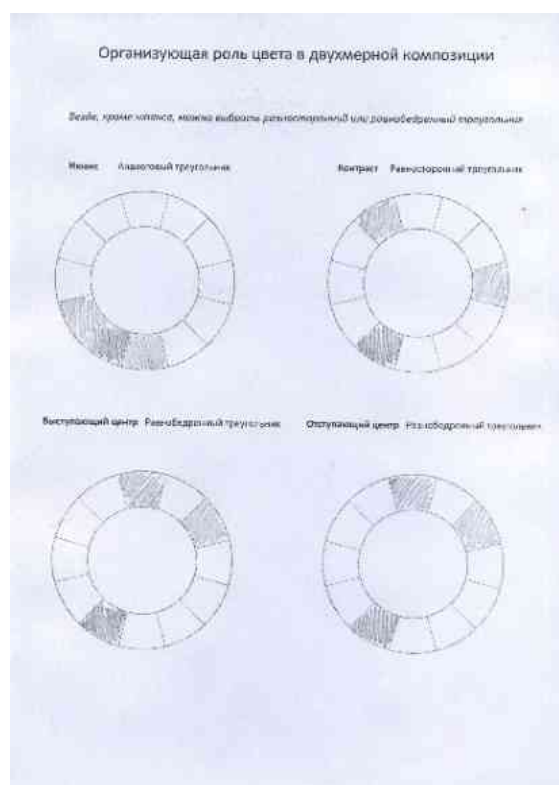 Организующая роль цвета в двухмерной композиции
Везде, кроме нюанса, можно выбрать равносторонний или равнобедренный треугольник
Нюанс Аналоговый треугольник
Контраст Равносторонний треугольник
Выступающий центр Равнобедренный треугольник
Отступающий центр Равнобедренный треугольник